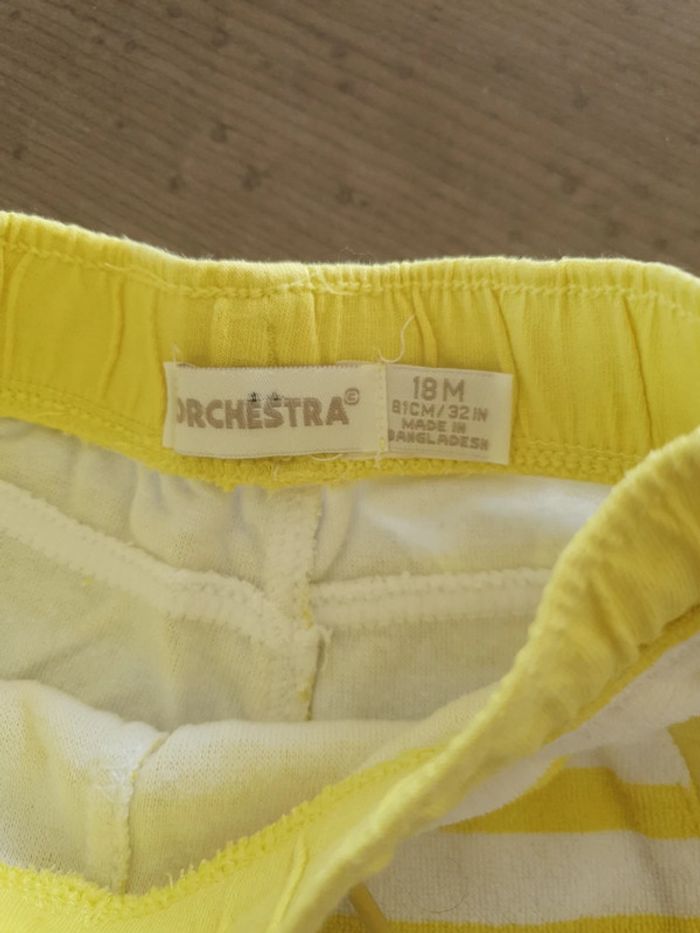 ORCHESTRA©
18 M
81CM/32 IN
MADE IN
BANGLADESH